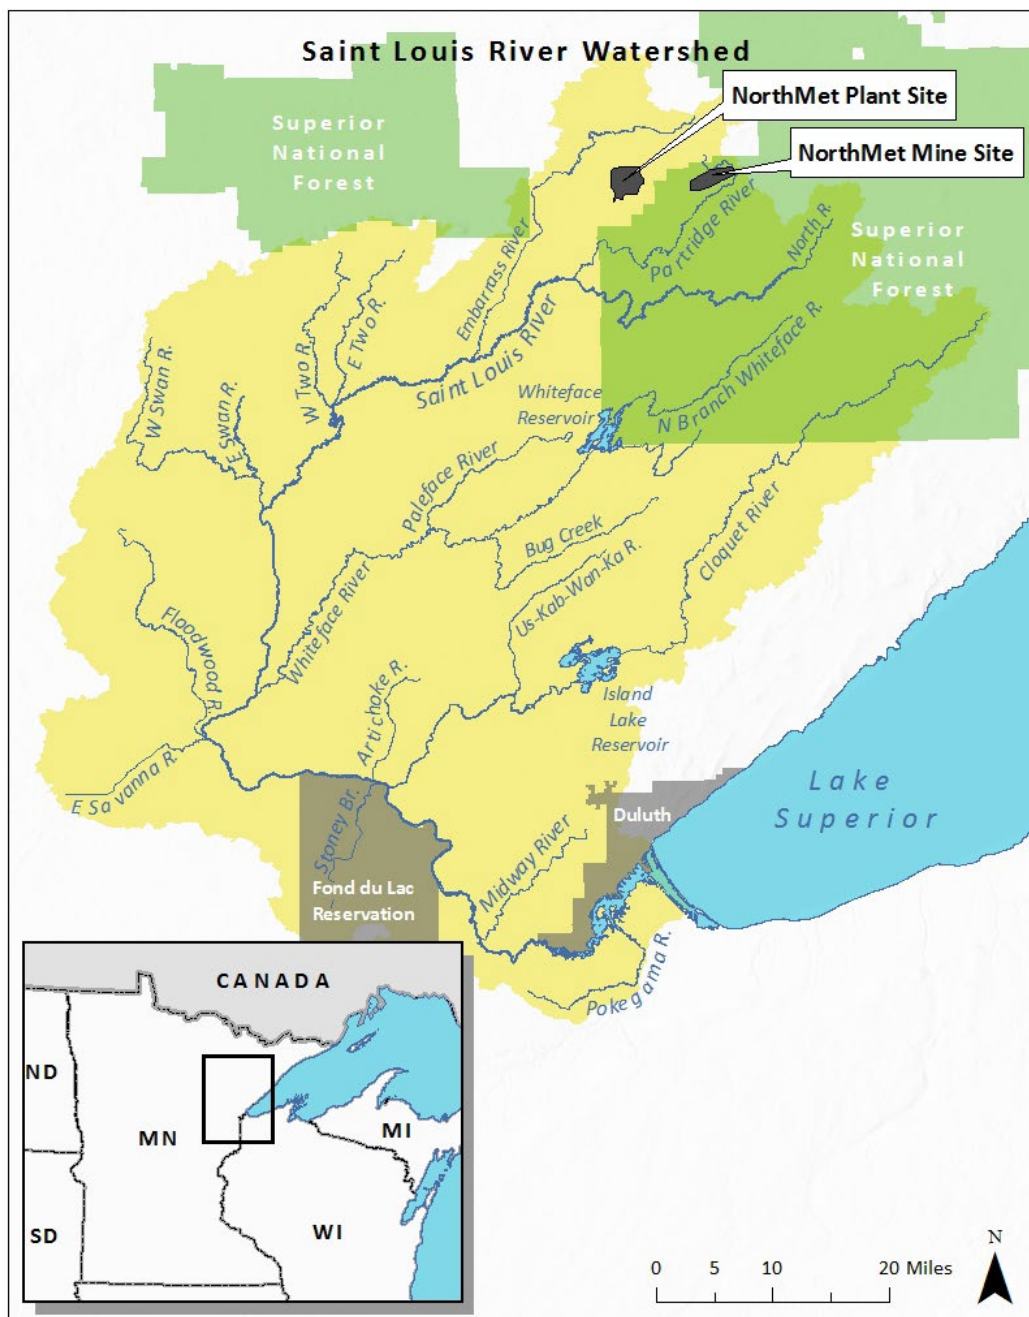 Saint Louis River Watershed
NorthMet Plant Site
Superior
National
Forest
NorthMet Mine Site
Partridge River
North R.
Superior
National
Forest
Embarrass River
E Two R.
W Two R.
Saint Louis River
W Swan R.
E Swan R.
Whiteface
Reservoir
N Branch Whiteface R.
Paleface River
Bug Creek
Cloquet River
Us-Kab-Wan-Ka R.
Whiteface River
Floodwood R.
Artichoke R.
Island
Lake
Reservoir
E Savanna R.
Stoney Br.
Duluth
Lake
Superior
Midway River
Fond du Lac
Reservation
Pokegama R.
CANADA
ND
MN
MI
SD
WI
N
0 5 10 20 Miles